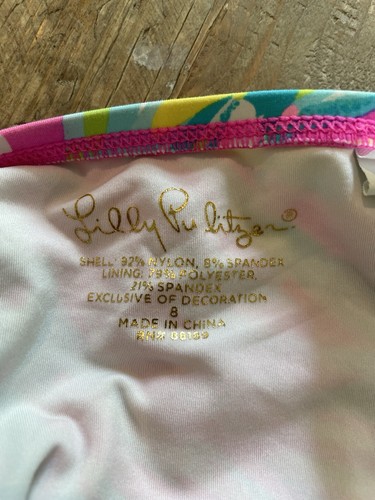 Lilly Pulitzer®
SHELL: 92% NYLON, 8% SPANDEX
LINING: 79% POLYESTER,
21% SPANDEX
EXCLUSIVE OF DECORATION
8
MADE IN CHINA
RN#